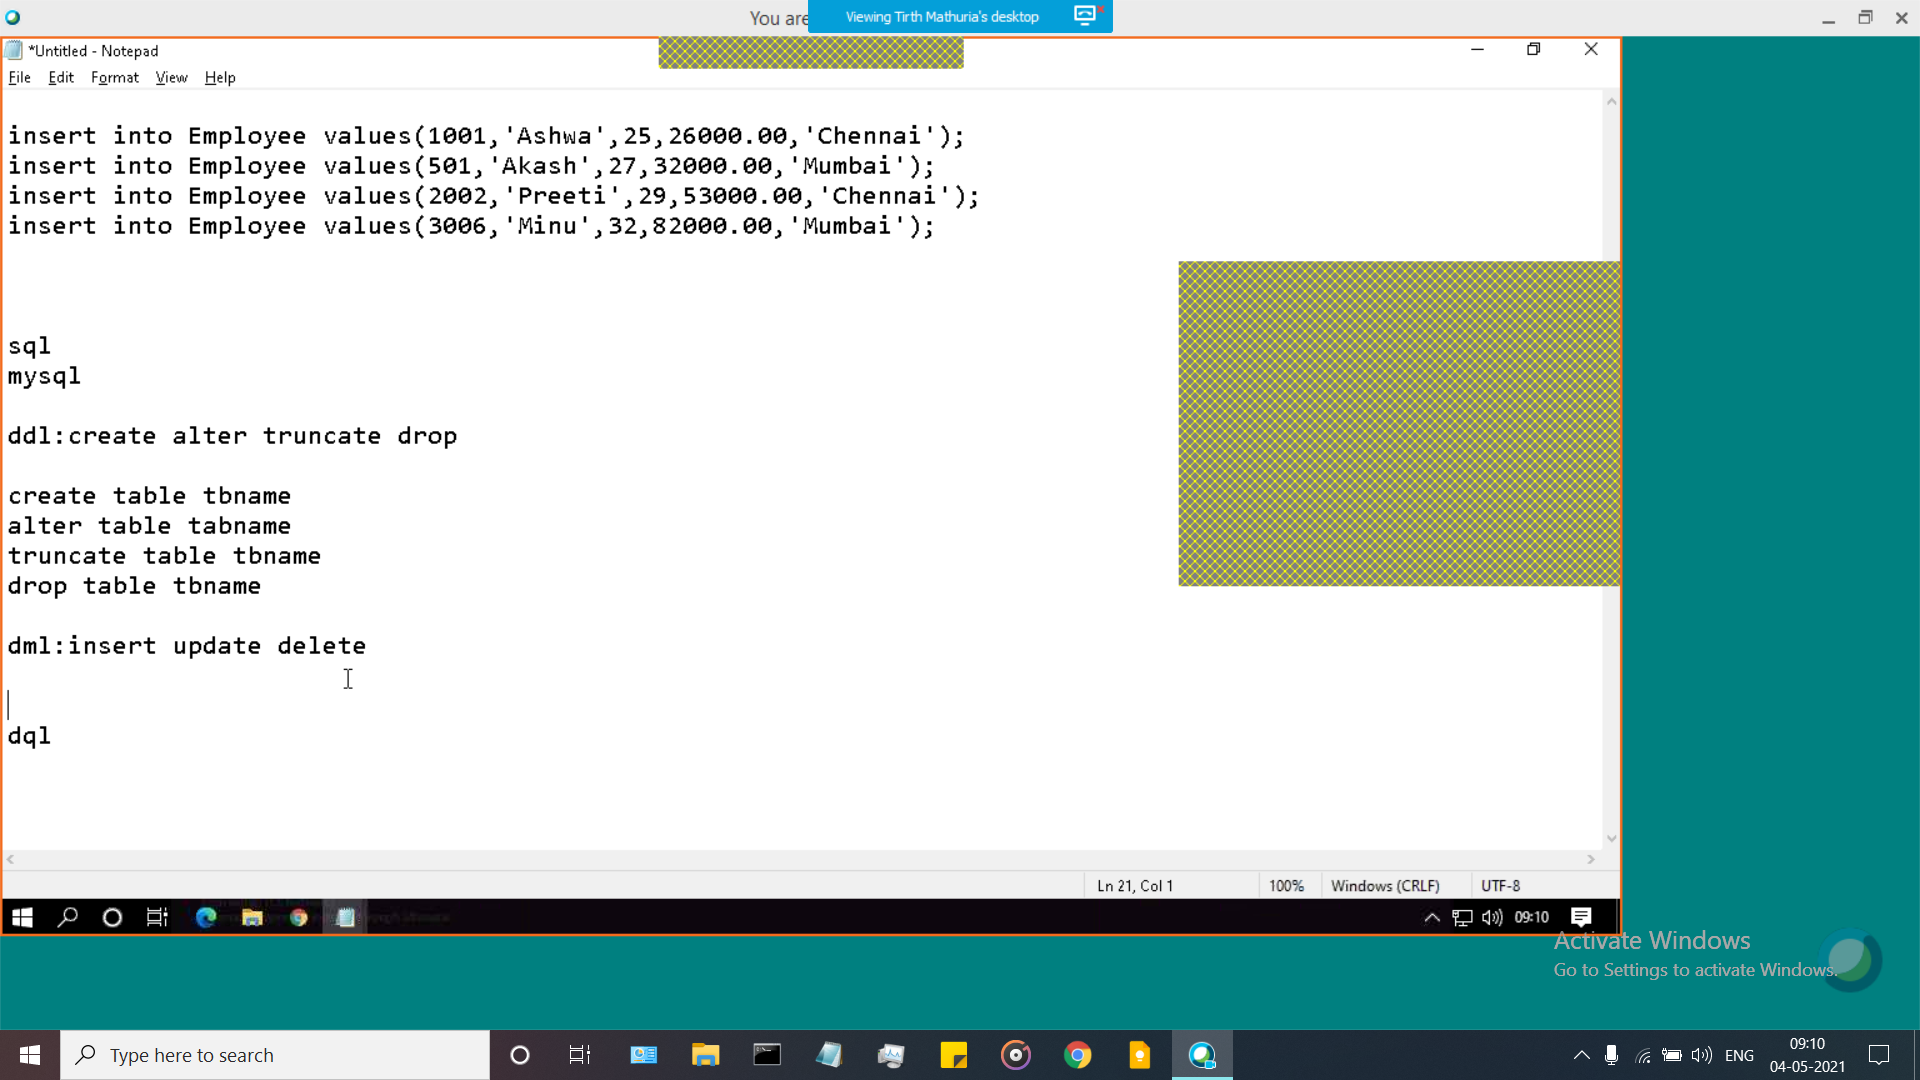 You are
Viewing Tirth Mathuria's desktop
*Untitled - Notepad
File Edit Format View Help
insert into Employee values(1001,'Ashwa',25,26000.00,'Chennai');
insert into Employee values(501,'Akash',27,32000.00,'Mumbai');
insert into Employee values(2002,'Preeti',29,53000.00,'Chennai');
insert into Employee values(3006,'Minu',32,82000.00,'Mumbai');
sql
mysql
ddl:create alter truncate drop
create table tbname
alter table tabname
truncate table tbname
drop table tbname
dml:insert update delete
dql
Ln 21, Col 1 100% Windows (CRLF) UTF-8
09:10
Activate Windows
Go to Settings to activate Windows.
Type here to search
ENG
09:10
04-05-2021